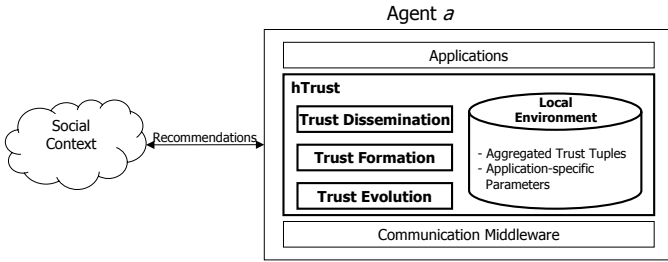 Agent a
Applications
hTrust
Social
Context
Recommendations
Trust Dissemination
Trust Formation
Trust Evolution
Local
Environment
- Aggregated Trust Tuples
- Application-specific
Parameters
Communication Middleware